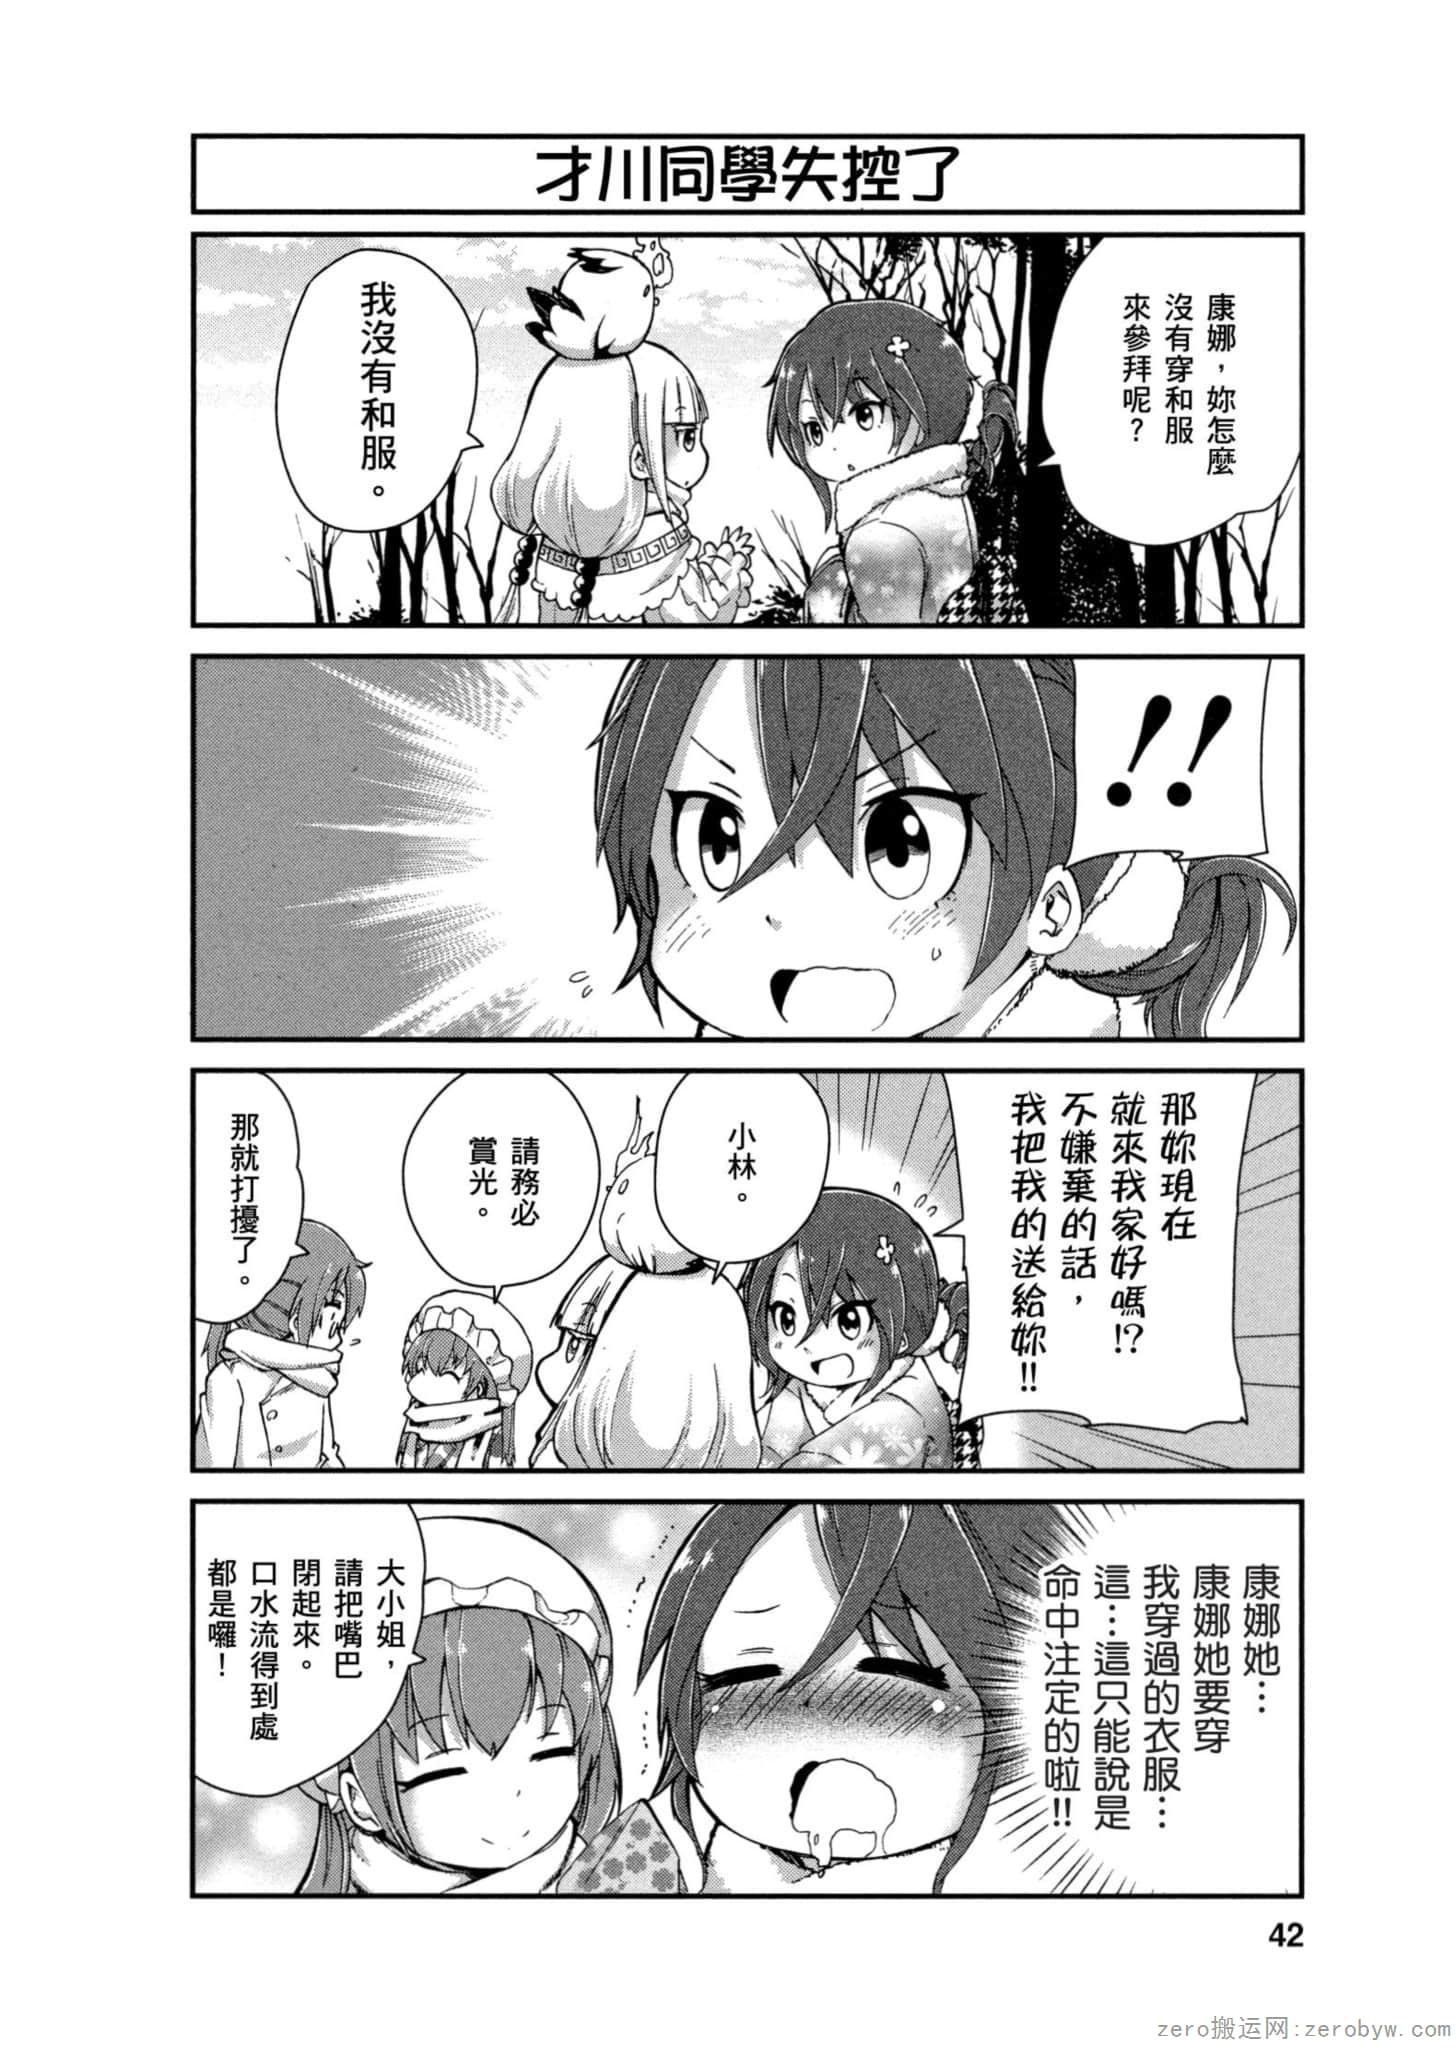 才川同學失控了
康娜，妳怎麼
沒有穿和服
來參拜呢？
我沒有和服。
！！
那妳現在
就來我家好嗎!?
不嫌棄的話，
我把我的送給妳!!
小林。
請務必
賞光。
那就打擾了。
康娜她…
康娜她要穿
我穿過的衣服…
這…這只能說是
命中注定的啦!!
大小姐，
請把嘴巴
閉起來。
口水流得到處
都是囉！
42
zero搬运网:zerobyw.com